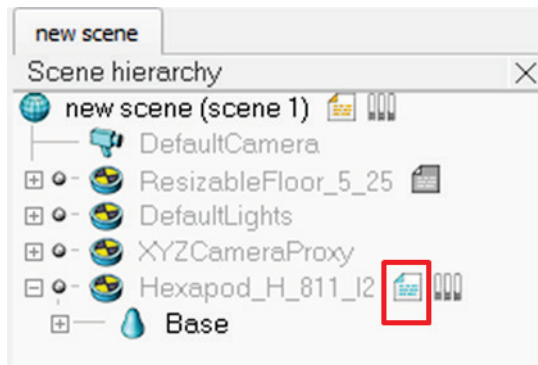 new scene
Scene hierarchy
new scene (scene 1)
DefaultCamera
ResizableFloor_5_25
DefaultLights
XYZCameraProxy
Hexapod_H_811_I2
Base